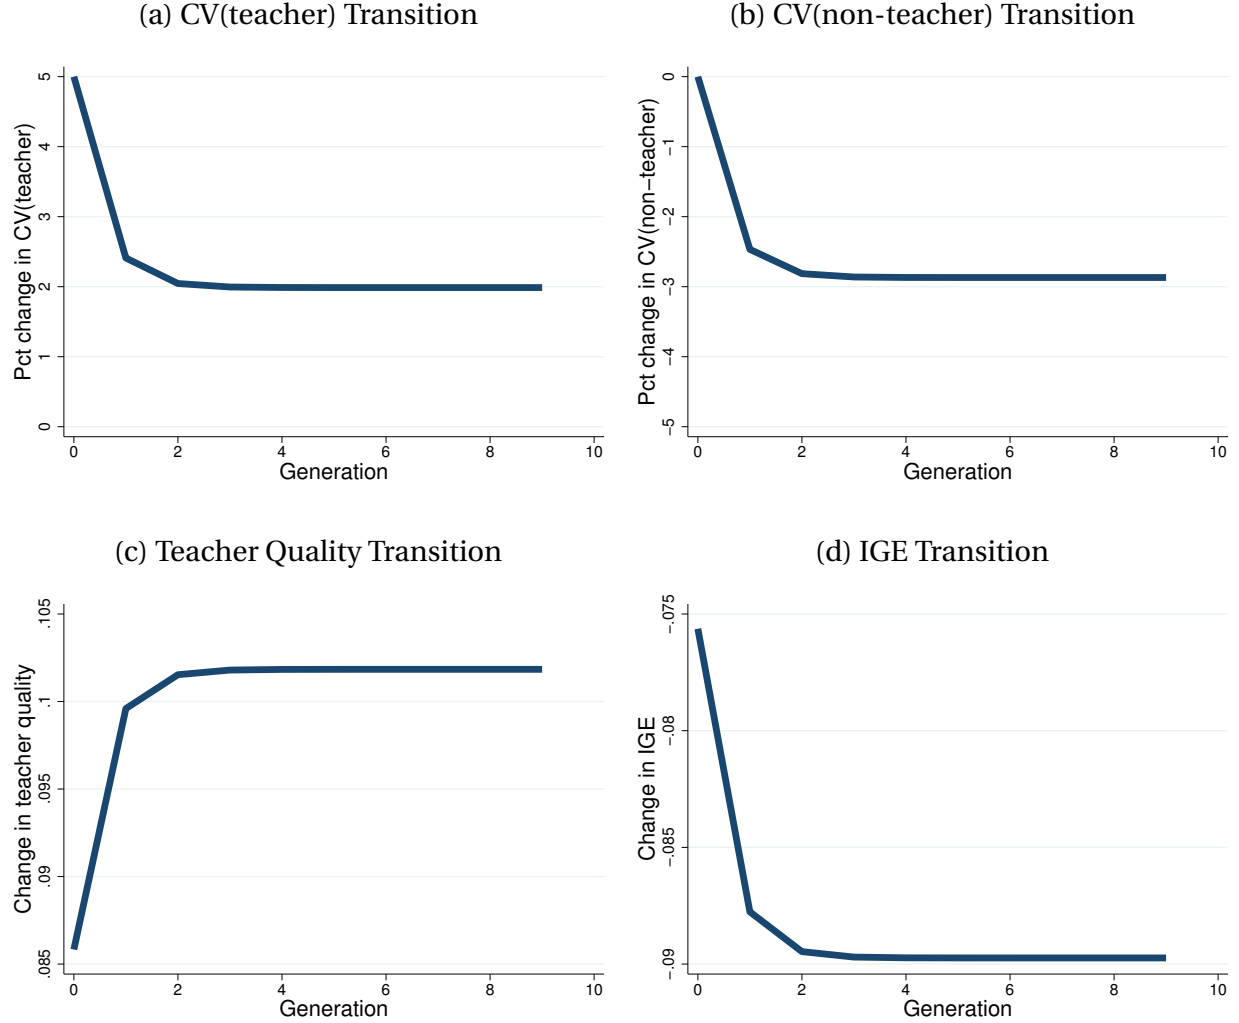 (a) CV(teacher) Transition
Pct change in CV(teacher)
5
4
3
2
1
0
0 2 4 6 8 10
Generation
(b) CV(non-teacher) Transition
Pct change in CV(non−teacher)
0
−1
−2
−3
−4
−5
0 2 4 6 8 10
Generation
(c) Teacher Quality Transition
Change in teacher quality
.105
.1
.095
.09
.085
0 2 4 6 8 10
Generation
(d) IGE Transition
Change in IGE
−.075
−.08
−.085
−.09
0 2 4 6 8 10
Generation